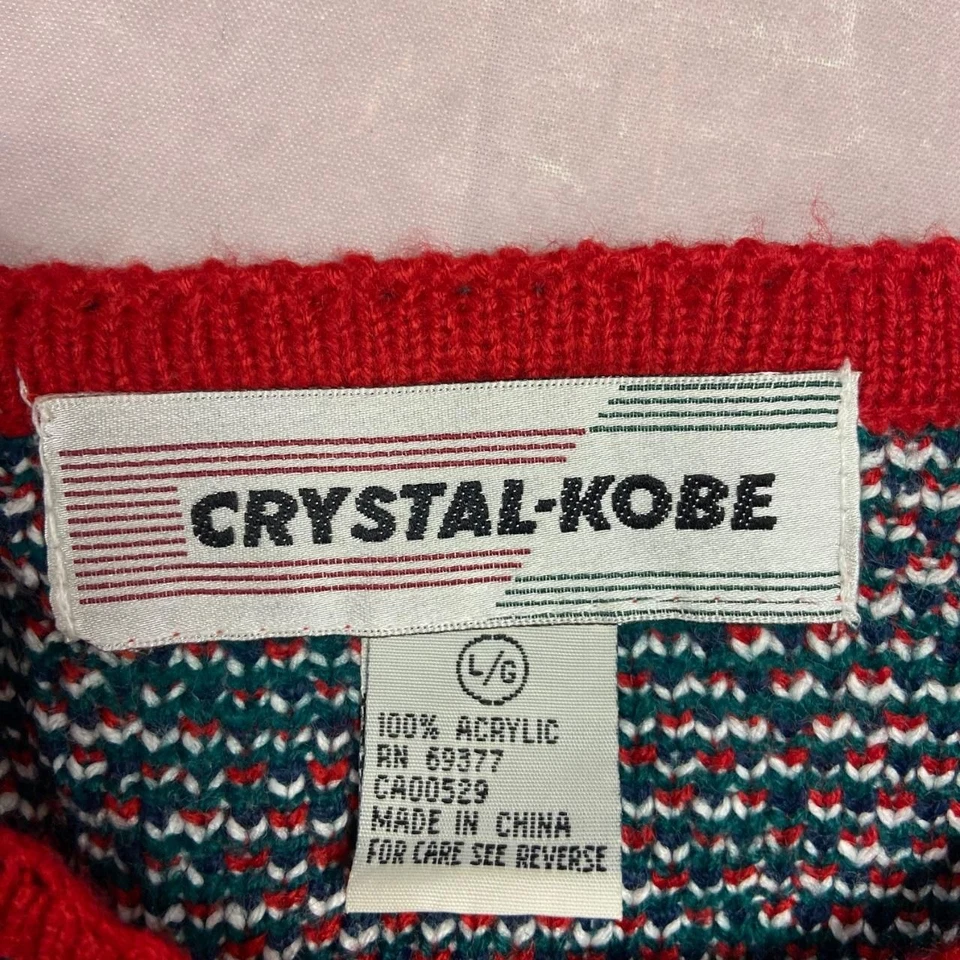 CRYSTAL-KOBE
L/G
100% ACRYLIC
RN 69377
CA00529
MADE IN CHINA
FOR CARE SEE REVERSE